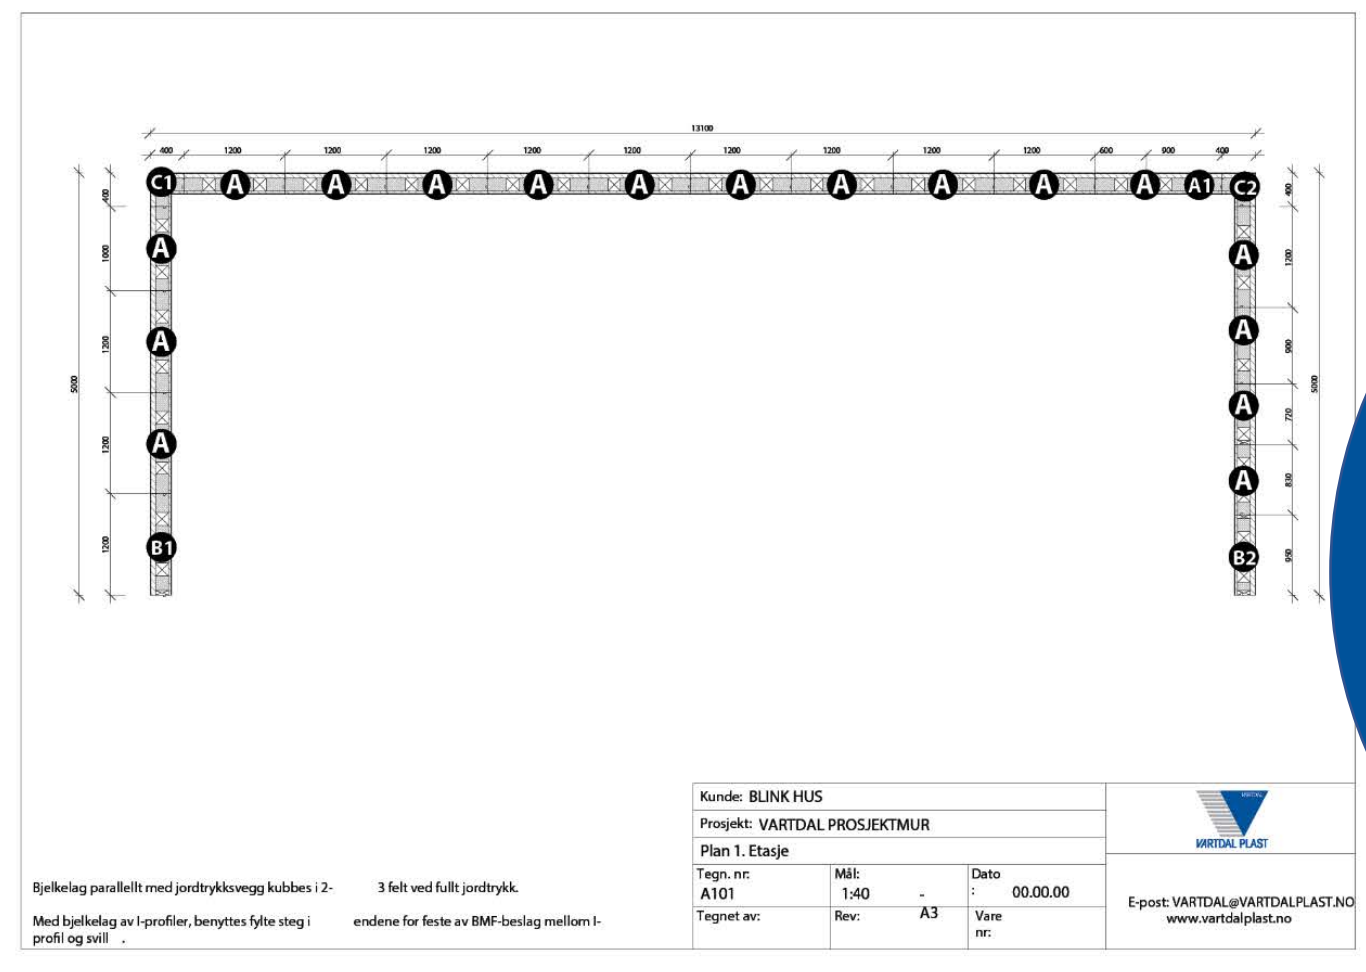 13100
400 1200 1200 1200 1200 1200 1200 1200 1200 1200 600 900 400
C1 A A A A A A A A A A A1 C2
400 400
A A
1000 1200
A A
1200 900
5000 5000
A
720
A
1200
A
830
B1 B2
1200 950
Kunde: BLINK HUS
Prosjekt: VARTDAL PROSJEKTMUR
Plan 1. Etasje
Tegn. nr: Mål: Dato
A101 1:40 - : 00.00.00
Tegnet av: Rev: A3 Vare
nr:
VARTDAL
VARTDAL PLAST
E-post: VARTDAL@VARTDALPLAST.NO
www.vartdalplast.no
Bjelkelag parallellt med jordtrykksvegg kubbes i 2- 3 felt ved fullt jordtrykk.
Med bjelkelag av I-profiler, benyttes fylte steg i endene for feste av BMF-beslag mellom I-
profil og svill .